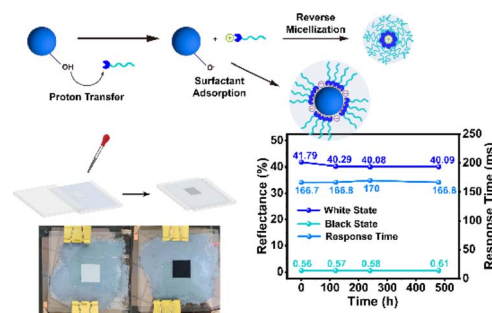 Reverse
Micellization
OH
+
O-
Proton Transfer
Surfactant
Adsorption
Reflectance (%)
Response Time (ms)
50
40
30
20
10
0
41.79 40.29 40.08 40.09
166.7 166.8 170 166.8
White State
Black State
Response Time
0.56 0.57 0.58 0.61
250
200
150
100
50
0
0 100 200 300 400 500
Time (h)